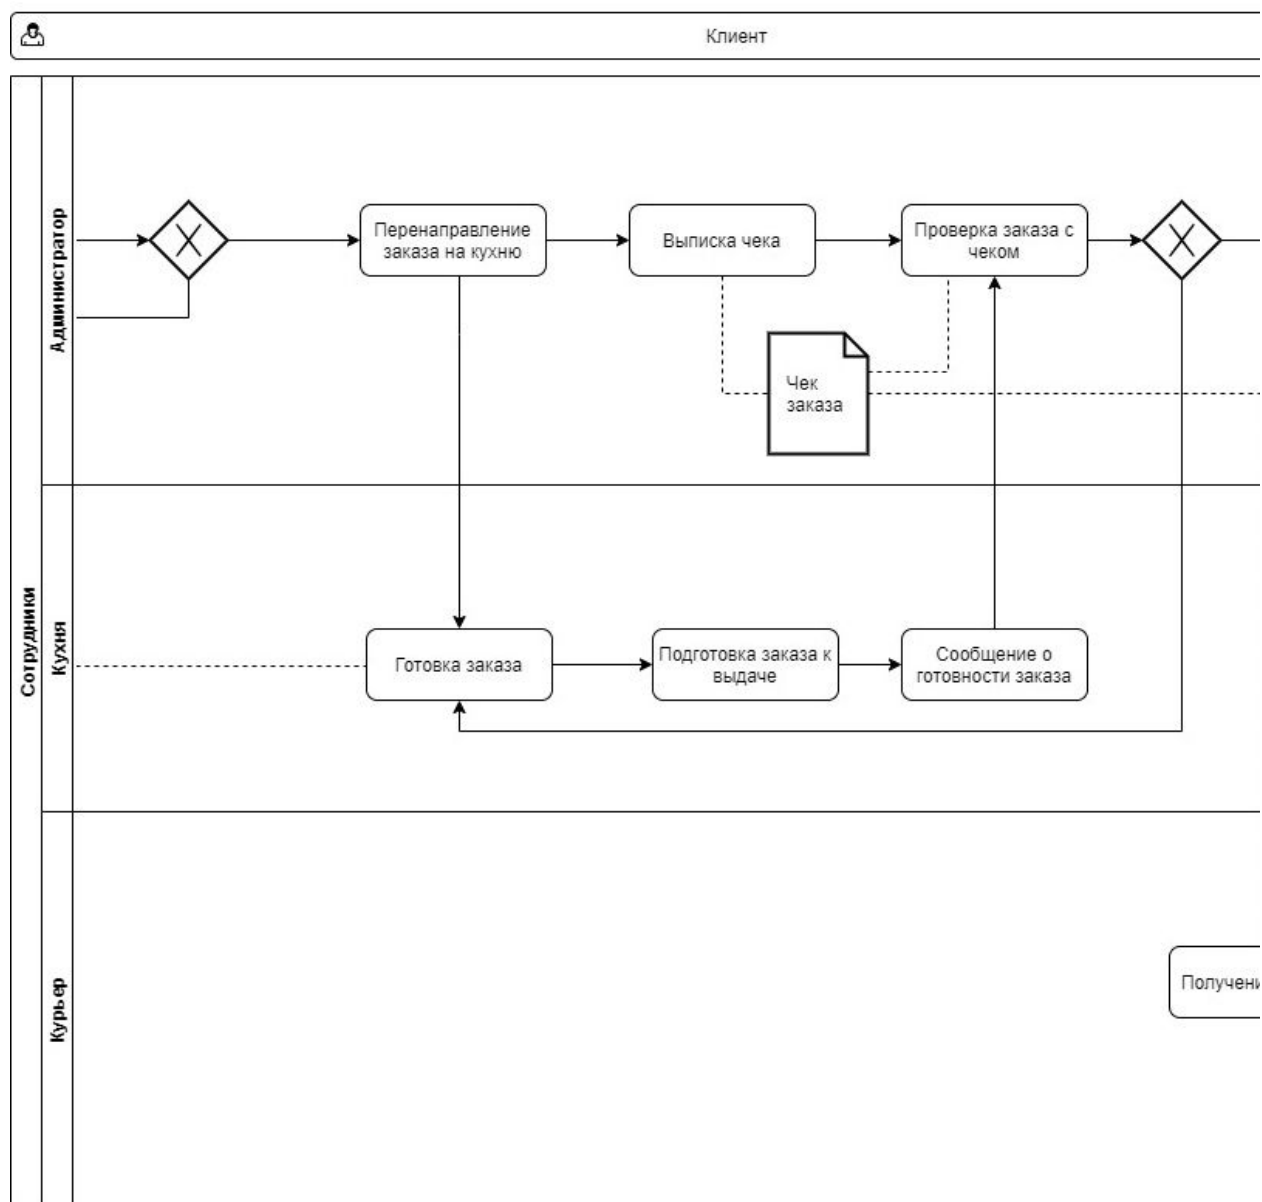 Клиент
Сотрудники
Администратор
Перенаправление
заказа на кухню
Выписка чека
Проверка заказа с
чеком
Чек
заказа
Кухня
Готовка заказа
Подготовка заказа к
выдаче
Сообщение о
готовности заказа
Курьер
Получени